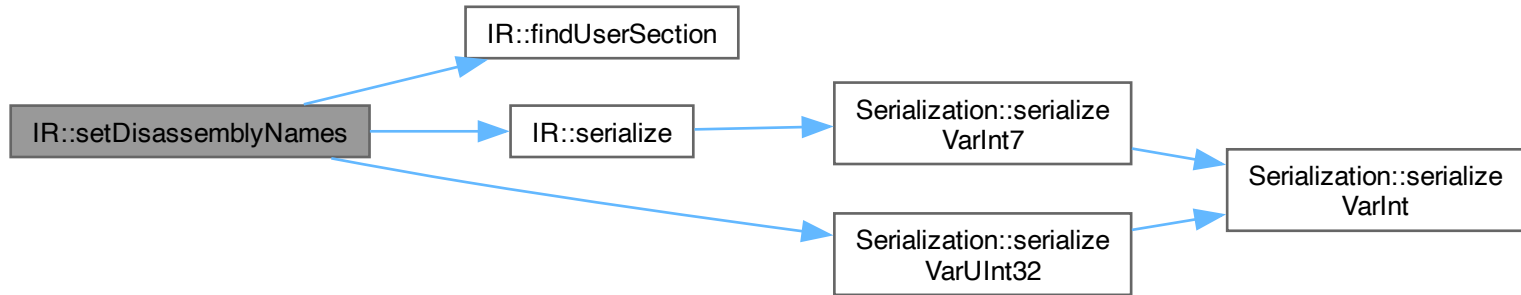 IR::findUserSection
IR::setDisassemblyNames
IR::serialize
Serialization::serialize
VarInt7
Serialization::serialize
VarUInt32
Serialization::serialize
VarInt